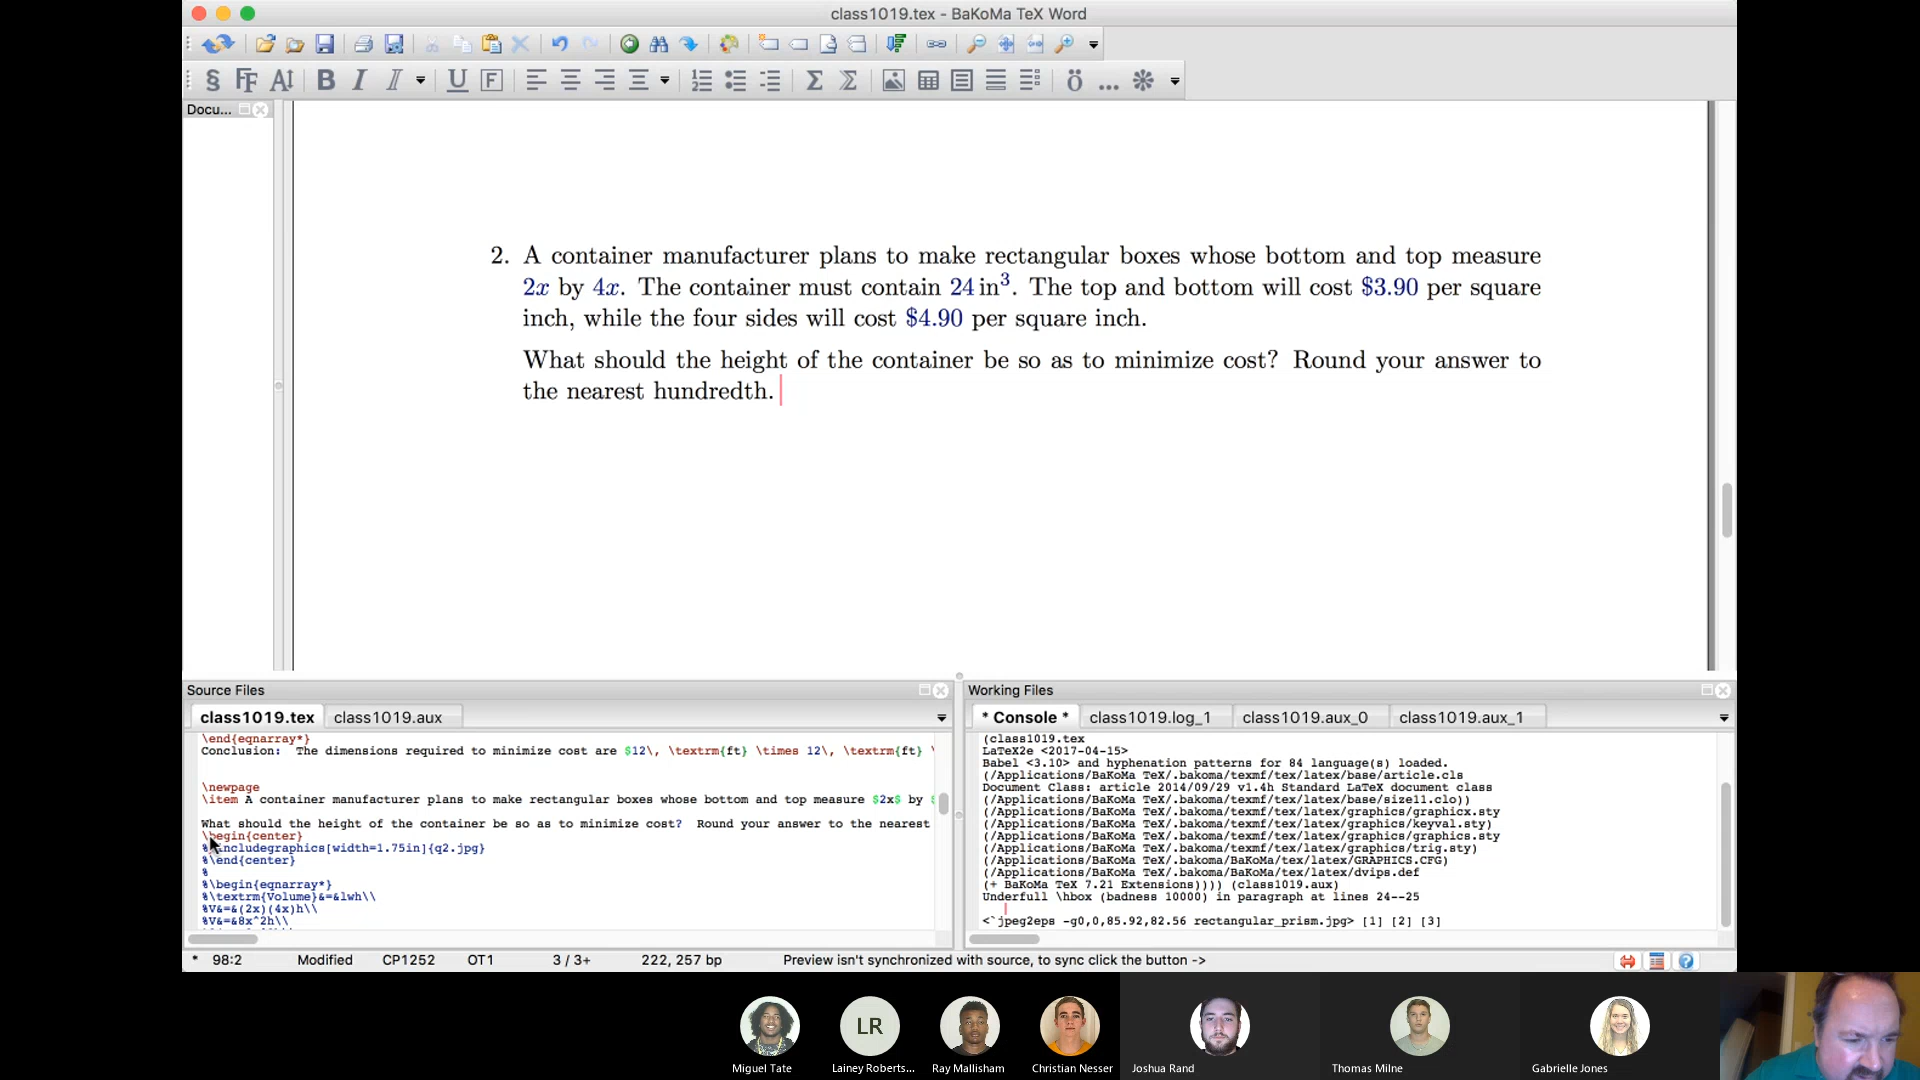 class1019.tex - BaKoMa TeX Word
Docu...
2. A container manufacturer plans to make rectangular boxes whose bottom and top measure
2x by 4x. The container must contain 24 in³. The top and bottom will cost $3.90 per square
inch, while the four sides will cost $4.90 per square inch.
What should the height of the container be so as to minimize cost? Round your answer to
the nearest hundredth.
Source Files
class1019.tex class1019.aux
\end{eqnarray*}
Conclusion: The dimensions required to minimize cost are $12\, \textrm{ft} \times 12\, \textrm{ft} \
\newpage
\item A container manufacturer plans to make rectangular boxes whose bottom and top measure $2x$ by $
What should the height of the container be so as to minimize cost? Round your answer to the nearest
\begin{center}
%\includegraphics[width=1.75in]{q2.jpg}
%\end{center}
%
%\begin{eqnarray*}
%\textrm{Volume}&=&lwh\\
%V&=&(2x)(4x)h\\
%V&=&8x^2h\\
Working Files
* Console * class1019.log_1 class1019.aux_0 class1019.aux_1
(class1019.tex
LaTeX2e <2017-04-15>
Babel <3.10> and hyphenation patterns for 84 language(s) loaded.
(/Applications/BaKoMa TeX/.bakoma/texmf/tex/latex/base/article.cls
Document Class: article 2014/09/29 v1.4h Standard LaTeX document class
(/Applications/BaKoMa TeX/.bakoma/texmf/tex/latex/base/size11.clo))
(/Applications/BaKoMa TeX/.bakoma/texmf/tex/latex/graphics/graphicx.sty
(/Applications/BaKoMa TeX/.bakoma/texmf/tex/latex/graphics/keyval.sty)
(/Applications/BaKoMa TeX/.bakoma/texmf/tex/latex/graphics/graphics.sty
(/Applications/BaKoMa TeX/.bakoma/texmf/tex/latex/graphics/trig.sty)
(/Applications/BaKoMa TeX/.bakoma/BaKoMa/tex/latex/GRAPHICS.CFG)
(/Applications/BaKoMa TeX/.bakoma/texmf/tex/latex/dvips.def
(+ BaKoMa TeX 7.21 Extensions)))) (class1019.aux)
Underfull \hbox (badness 10000) in paragraph at lines 24--25
<`jpeg2eps -g0,0,85.92,82.56 rectangular_prism.jpg> [1] [2] [3]
* 98:2 Modified CP1252 OT1 3 / 3+ 222, 257 bp Preview isn't synchronized with source, to sync click the button ->
LR
Miguel Tate Lainey Roberts... Ray Mallisham Christian Nesser Joshua Rand Thomas Milne Gabrielle Jones